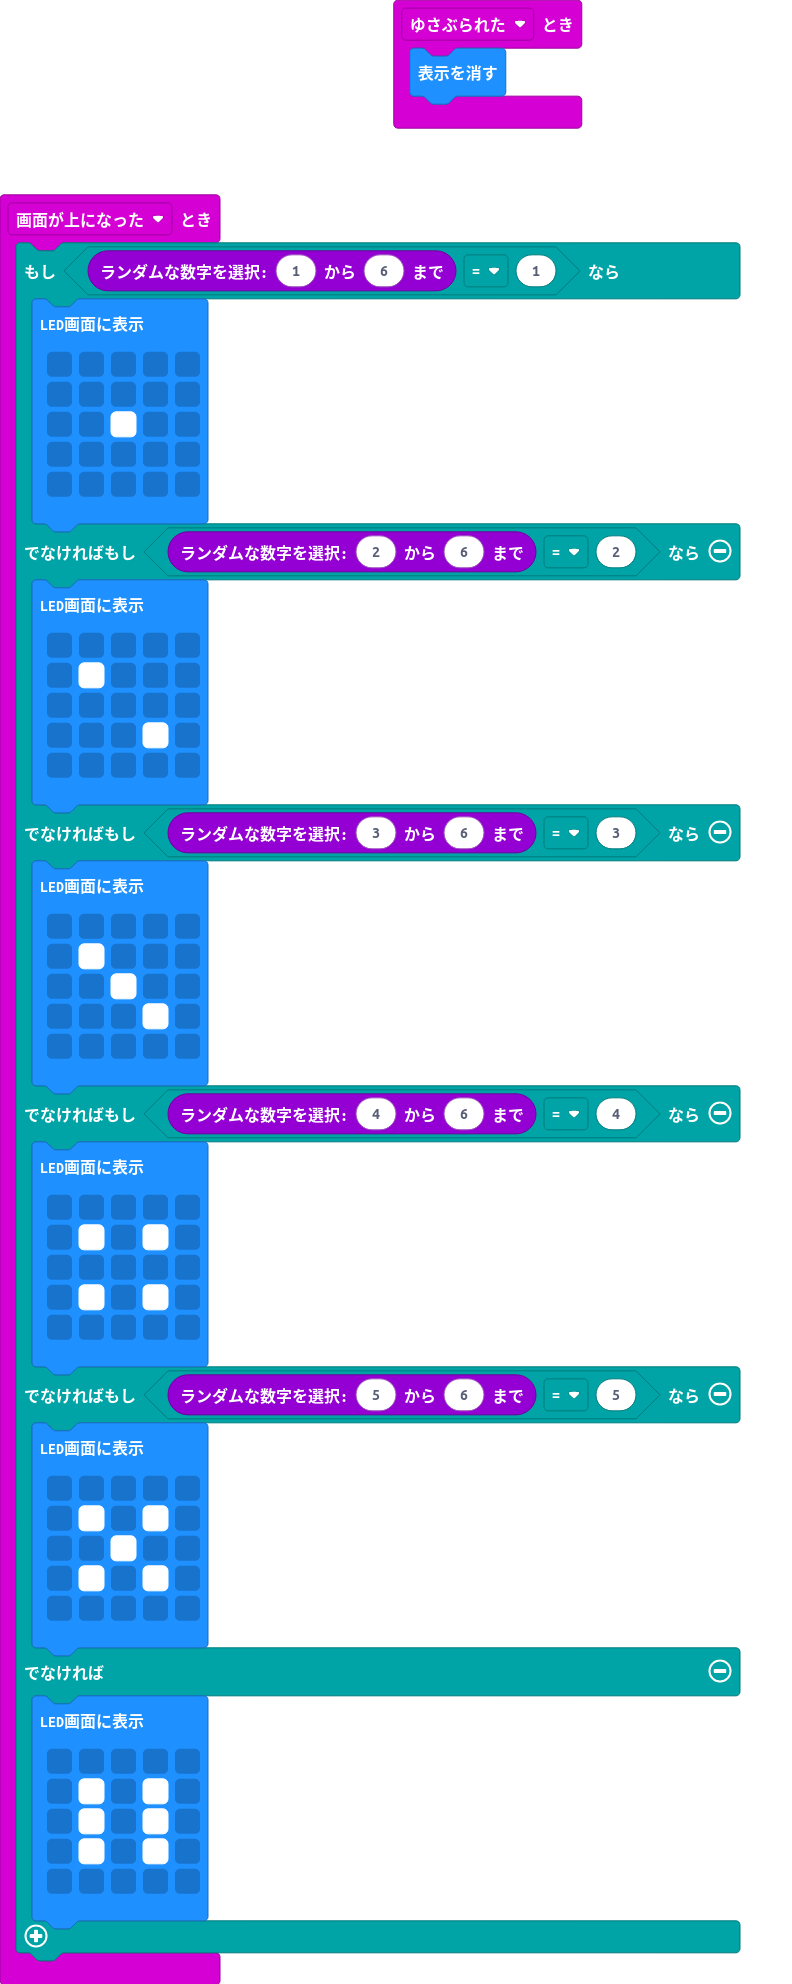 ゆさぶられた とき
表示を消す
画面が上になった とき
もし ランダムな数字を選択: 1 から 6 まで = 1 なら
LED画面に表示
でなければもし ランダムな数字を選択: 2 から 6 まで = 2 なら
LED画面に表示
でなければもし ランダムな数字を選択: 3 から 6 まで = 3 なら
LED画面に表示
でなければもし ランダムな数字を選択: 4 から 6 まで = 4 なら
LED画面に表示
でなければもし ランダムな数字を選択: 5 から 6 まで = 5 なら
LED画面に表示
でなければ
LED画面に表示